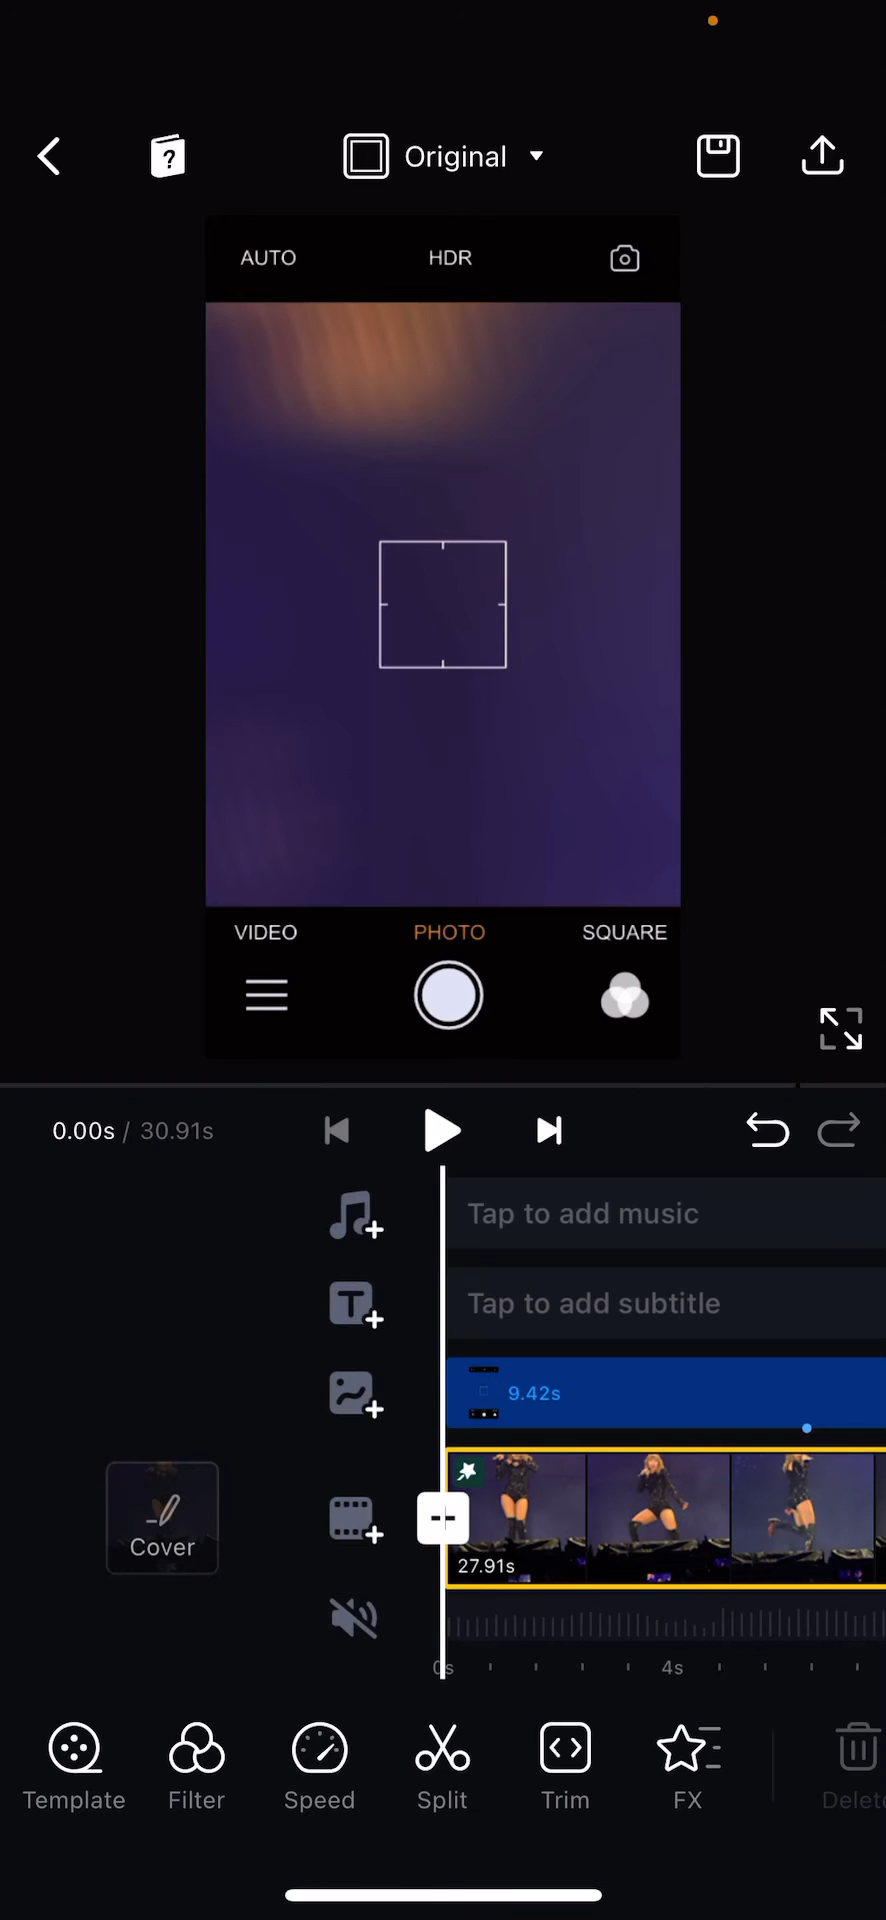 ?
Original
AUTO HDR
VIDEO PHOTO SQUARE
0.00s / 30.91s
Tap to add music
T
Tap to add subtitle
9.42s
Cover
27.91s
0s 4s
Template Filter Speed Split Trim FX Delete